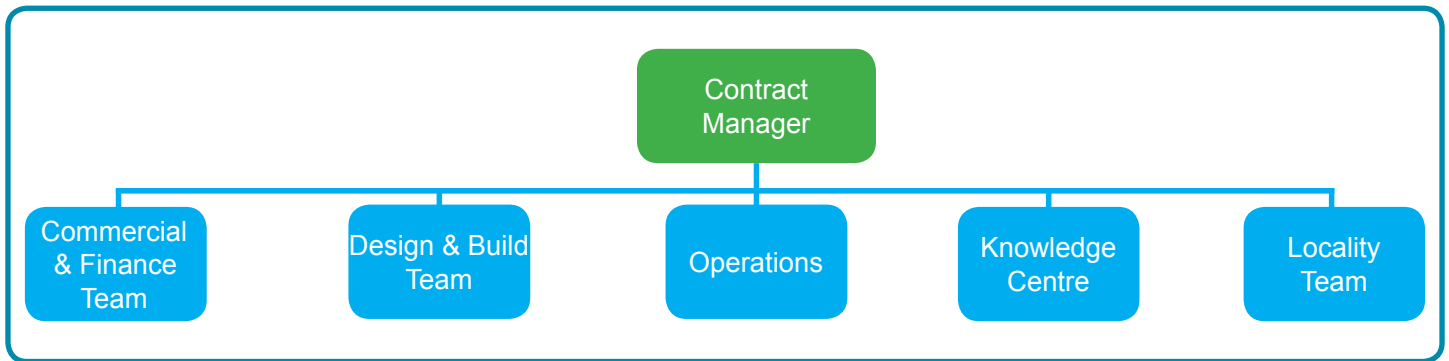 Contract
Manager
Commercial
& Finance
Team
Design & Build
Team
Operations
Knowledge
Centre
Locality
Team